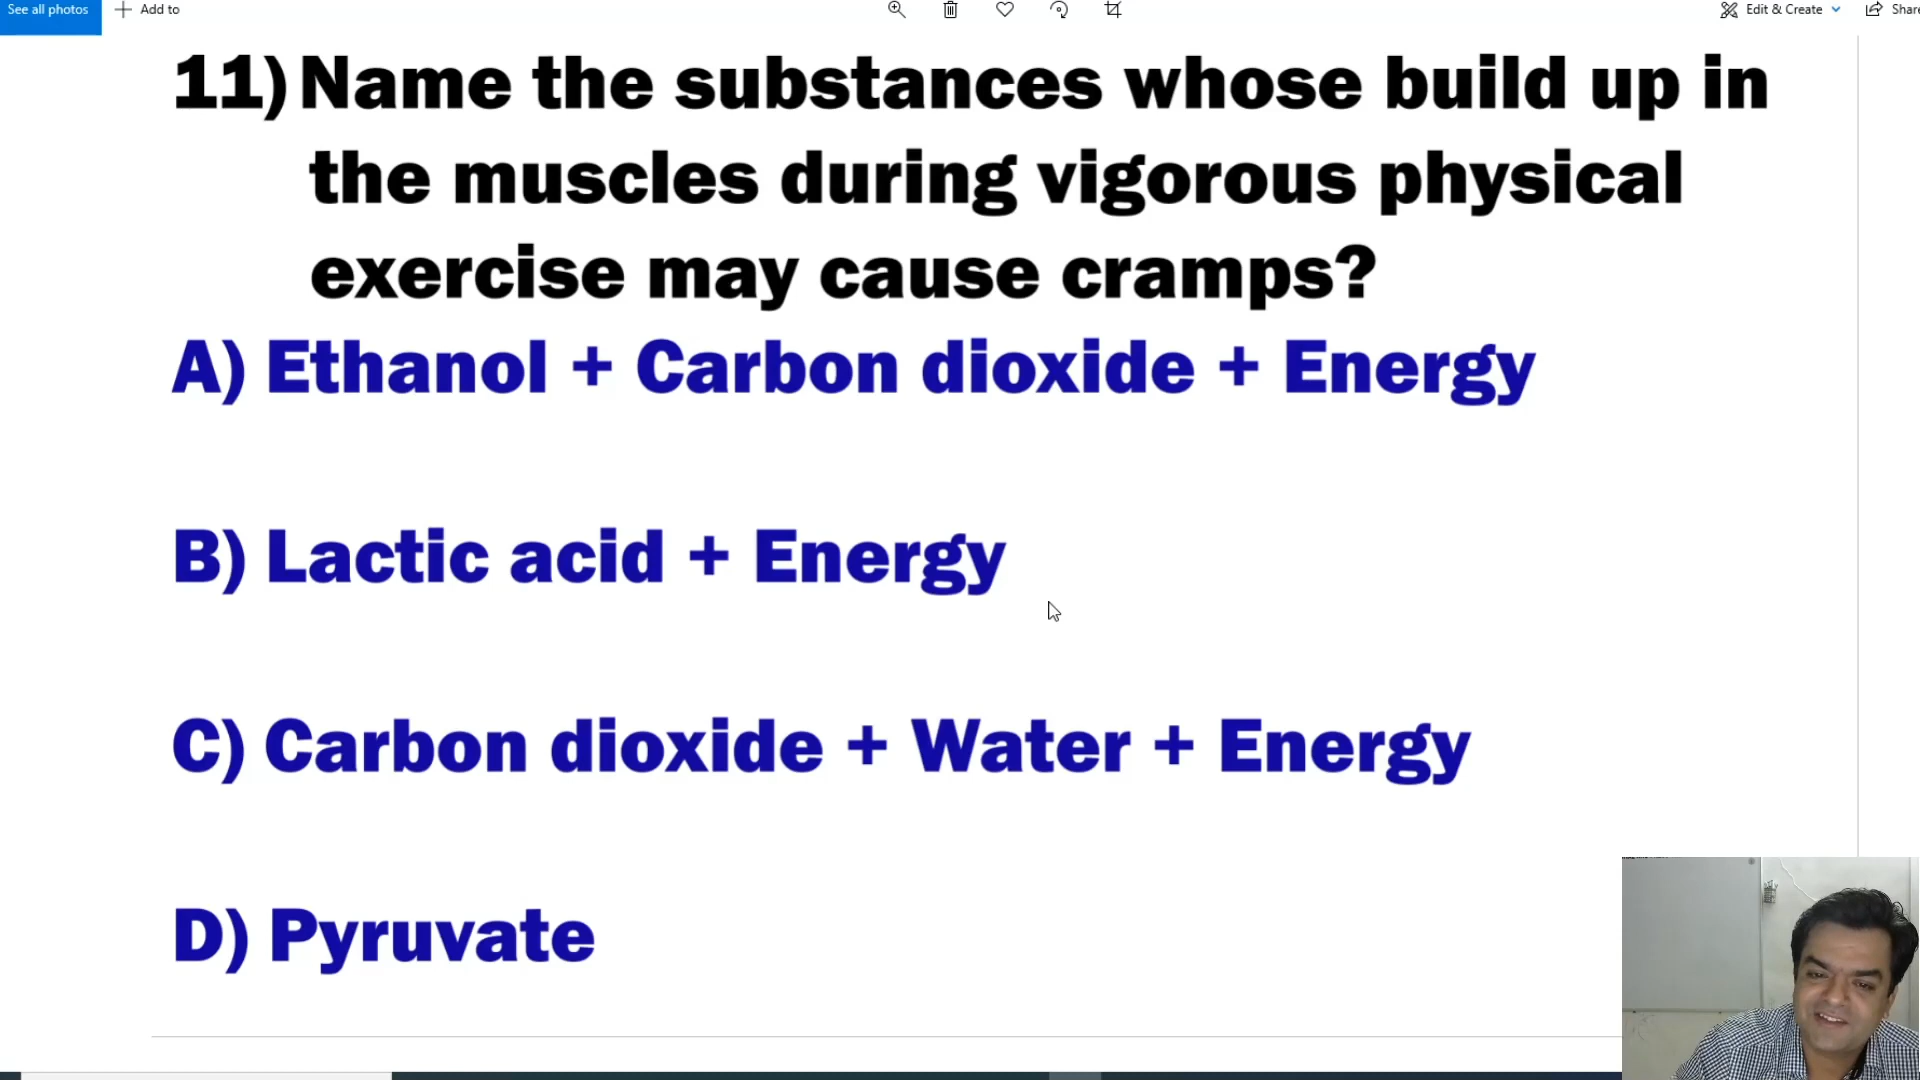 See all photos
Add to
Edit & Create
Share
11) Name the substances whose build up in
the muscles during vigorous physical
exercise may cause cramps?
A) Ethanol + Carbon dioxide + Energy
B) Lactic acid + Energy
C) Carbon dioxide + Water + Energy
D) Pyruvate